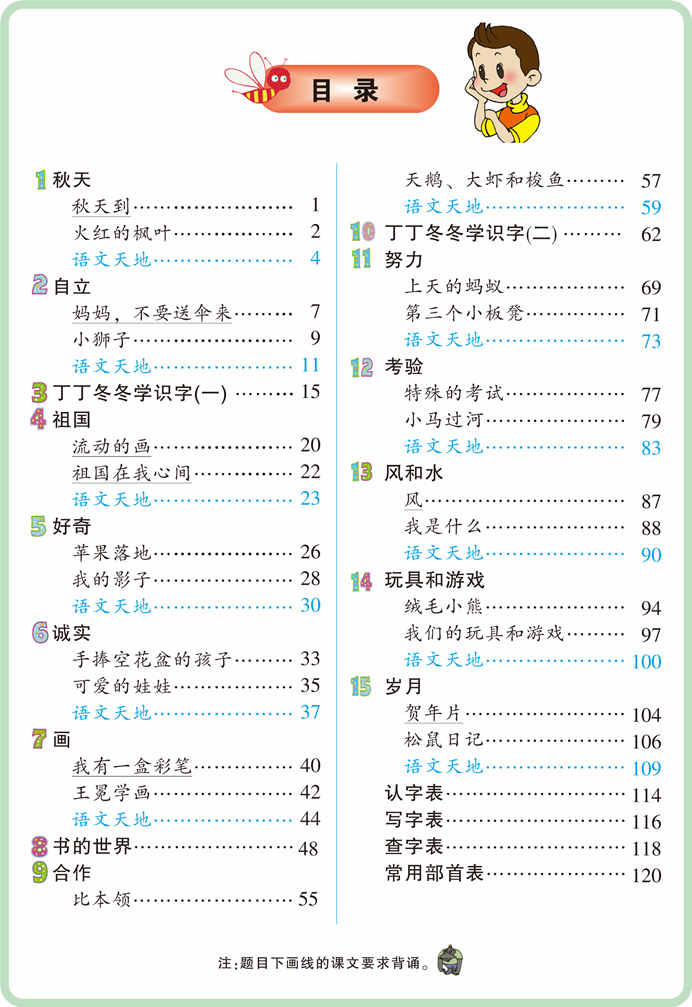 目 录
1 秋天
秋天到…………………… 1
火红的枫叶……………… 2
语文天地………………… 4
2 自立
妈妈，不要送伞来……… 7
小狮子…………………… 9
语文天地………………… 11
3 丁丁冬冬学识字(一) ……… 15
4 祖国
流动的画………………… 20
祖国在我心间…………… 22
语文天地………………… 23
5 好奇
苹果落地………………… 26
我的影子………………… 28
语文天地………………… 30
6 诚实
手捧空花盆的孩子……… 33
可爱的娃娃……………… 35
语文天地………………… 37
7 画
我有一盒彩笔…………… 40
王冕学画………………… 42
语文天地………………… 44
8 书的世界………………… 48
9 合作
比本领…………………… 55
天鹅、大虾和梭鱼……… 57
语文天地………………… 59
10 丁丁冬冬学识字(二) ……… 62
11 努力
上天的蚂蚁……………… 69
第三个小板凳…………… 71
语文天地………………… 73
12 考验
特殊的考试……………… 77
小马过河………………… 79
语文天地………………… 83
13 风和水
风………………………… 87
我是什么………………… 88
语文天地………………… 90
14 玩具和游戏
绒毛小熊………………… 94
我们的玩具和游戏……… 97
语文天地………………… 100
15 岁月
贺年片…………………… 104
松鼠日记………………… 106
语文天地………………… 109
认字表…………………… 114
写字表…………………… 116
查字表…………………… 118
常用部首表……………… 120
注:题目下画线的课文要求背诵。